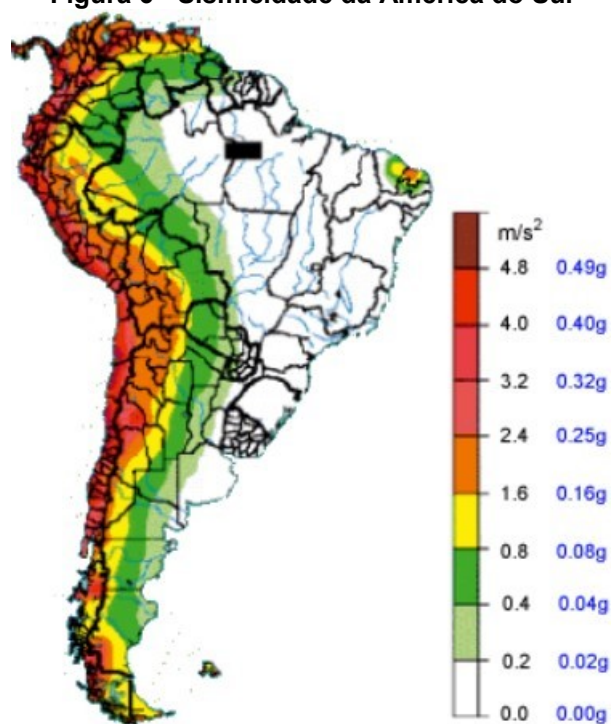 Figura - Sismicidade da América do Sul
m/s²
4.8 0.49g
4.0 0.40g
3.2 0.32g
2.4 0.25g
1.6 0.16g
0.8 0.08g
0.4 0.04g
0.2 0.02g
0.0 0.00g